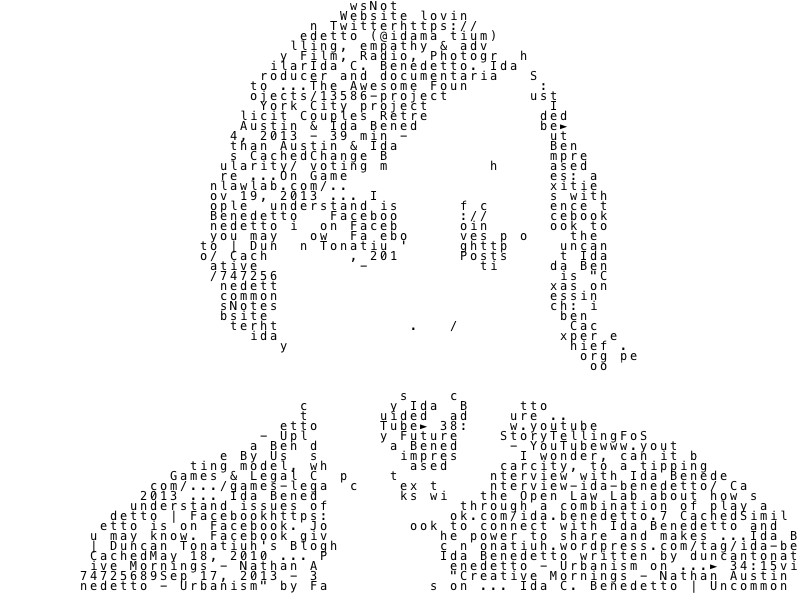 wsNot
Website lovin
n Twitterhttps://
edetto (@idama tium)
lling, empathy & adv
y Film, Radio, Photogr h
ilarIda C. Benedetto. Ida
roducer and documentaria S
to ...The Awesome Foun :
ojects/13586-project ust
York City project I
licit Couples Retre ded
Austin & Ida Bened be►
4, 2013 - 39 min - ut
than Austin & Ida Ben
s CachedChange B mpre
ularity/ voting m h ased
re ...On Game es: a
nlawlab.com/.. xitie
ov 19, 2013 ... I s with
ople understand is f c ence t
Benedetto Faceboo :// cebook
nedetto i on Faceb oin ook to
you may ow Fa ebo ves p o the
to | Dun n Tonatiu ' ghttp uncan
o/ Cach , 201 Posts t Ida
ative - ti da Ben
/747256 is "C
nedett xas on
common essin
sNotes ch: i
bsite ben
terht . / Cac
ida xper e
y hief .
org pe
oo
s c
c y Ida B tto
t uided ad ure ..
etto Tube► 38: w.youtube
- Upl y Future StoryTellingFoS
a Ben d a Bened - YouTubewww.yout
e By Us s impres I wonder, can it b
ting model, wh ased carcity, to a tipping
Games & Legal C p t nterview with Ida Benede
com/.../games-lega c ex t nterview-ida-benedetto/ Ca
2013 ... Ida Bened ks wi the Open Law Lab about how s
understand issues of through a combination of play a
detto | Facebookhttps: ok.com/ida.benedetto.7 CachedSimil
etto is on Facebook. Jo ook to connect with Ida Benedetto and
u may know. Facebook giv he power to share and makes ...Ida B
| Duncan Tonatiuh's Blogh c n onatiuh.wordpress.com/tag/ida-be
CachedMay 18, 2010 ... P Ida Benedetto written by duncantonat
ive Mornings - Nathan A enedetto - Urbanism on ...► 34:15vi
74725689Sep 17, 2013 - 3 "Creative Mornings - Nathan Austin
nedetto - Urbanism" by Fa s on ... Ida C. Benedetto | Uncommon